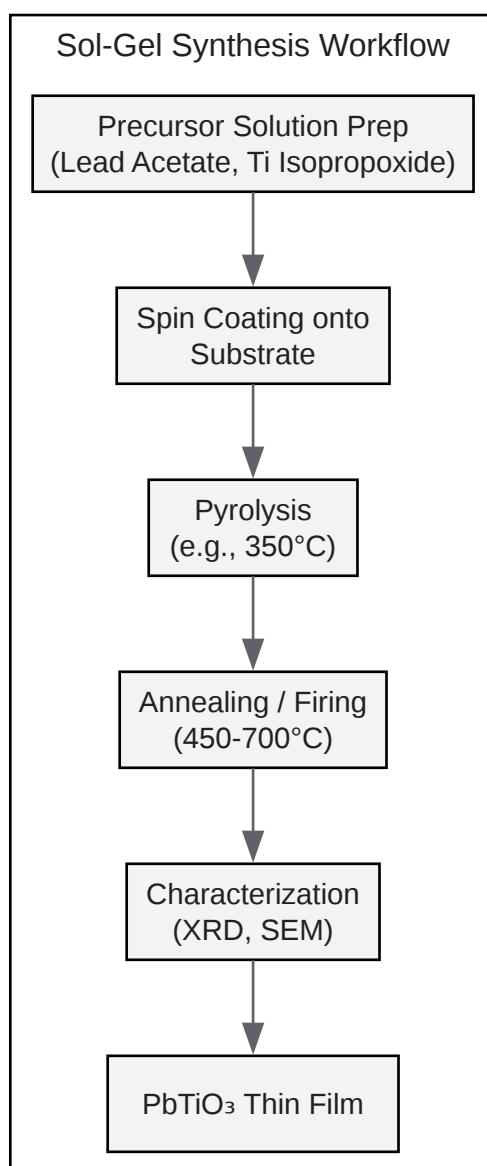 Sol-Gel Synthesis Workflow
Precursor Solution Prep
(Lead Acetate, Ti Isopropoxide)
Spin Coating onto
Substrate
Pyrolysis
(e.g., 350°C)
Annealing / Firing
(450-700°C)
Characterization
(XRD, SEM)
PbTiO₃ Thin Film